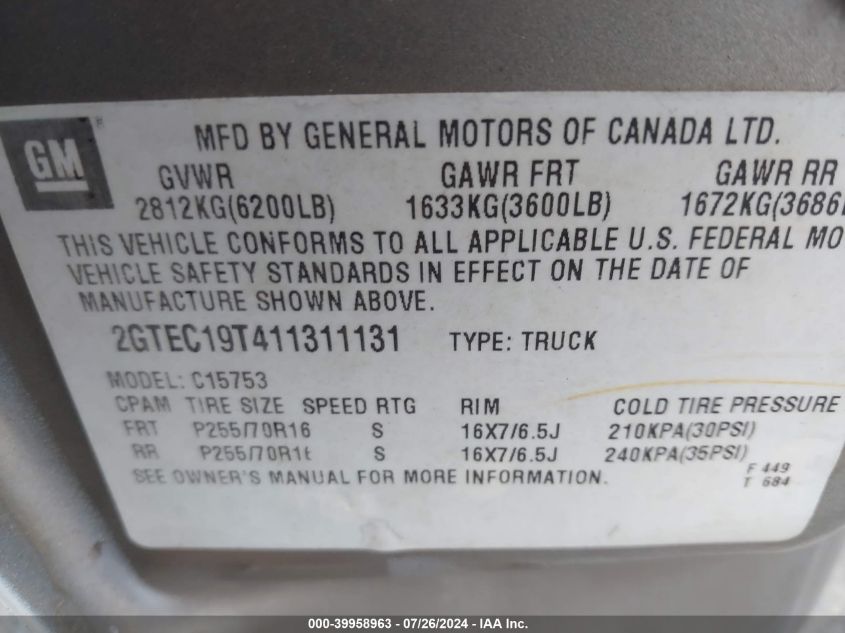 GM
MFD BY GENERAL MOTORS OF CANADA LTD.
GVWR GAWR FRT GAWR RR
2812KG(6200LB) 1633KG(3600LB) 1672KG(3686
THIS VEHICLE CONFORMS TO ALL APPLICABLE U.S. FEDERAL MO
VEHICLE SAFETY STANDARDS IN EFFECT ON THE DATE OF
MANUFACTURE SHOWN ABOVE.
2GTEC19T411311131 TYPE: TRUCK
MODEL: C15753
CPAM TIRE SIZE SPEED RTG RIM COLD TIRE PRESSURE
FRT P255/70R16 S 16X7/6.5J 210KPA(30PSI)
RR P255/70R16 S 16X7/6.5J 240KPA(35PSI)
SEE OWNER'S MANUAL FOR MORE INFORMATION.
F 449
T 684
000-39958963 - 07/26/2024 - IAA Inc.